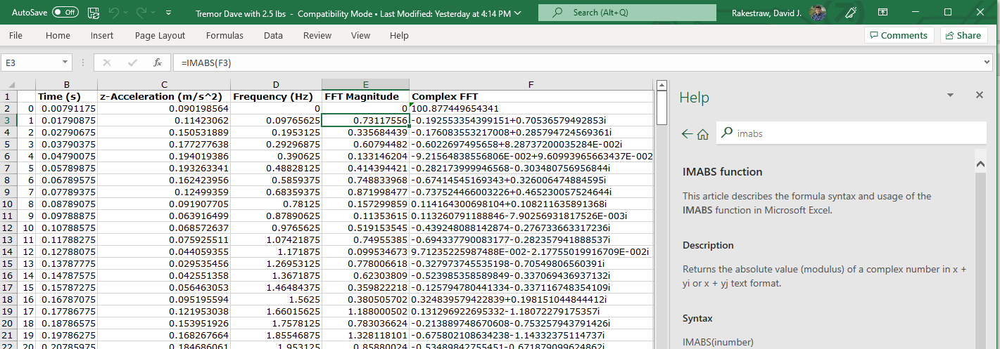 AutoSave Off Tremor Dave with 2.5 lbs - Compatibility Mode • Last Modified: Yesterday at 4:14 PM Search (Alt+Q) Rakestraw, David J.
File Home Insert Page Layout Formulas Data Review View Help Comments Share
E3 fx =IMABS(F3)
B C D E F
1 Time (s) z-Acceleration (m/s^2) Frequency (Hz) FFT Magnitude Complex FFT
2 0 0.00791175 0.090198564 0 0 100.877449654341
3 1 0.01790875 0.11423062 0.09765625 0.73117556 -0.192553354399151+0.70536579492853i
4 2 0.02790675 0.150531889 0.1953125 0.335684439 -0.176083553217008+0.285794724569361i
5 3 0.03790375 0.177277638 0.29296875 0.60794482 -0.6022697495658+8.28737200035284E-002i
6 4 0.04790075 0.194019386 0.390625 0.133146204 -9.21564838556806E-002+9.60993965663437E-002
7 5 0.05789875 0.193263341 0.48828125 0.414394421 -0.282173999946568-0.303480756956844i
8 6 0.06789575 0.162423956 0.5859375 0.748833968 -0.67414545169343+0.326006474884595i
9 7 0.07789375 0.12499359 0.68359375 0.871998477 -0.737524466003226+0.465230057524644i
10 8 0.08789075 0.091907705 0.78125 0.157299859 0.114164300698104+0.108211635891368i
11 9 0.09788875 0.063916499 0.87890625 0.11353615 0.113260791188846-7.90256931817526E-003i
12 10 0.10788575 0.068572637 0.9765625 0.519153545 -0.439248088142874-0.276733663317236i
13 11 0.11788275 0.075925511 1.07421875 0.74955385 -0.694337790083177-0.282357941888537i
14 12 0.12788075 0.044059355 1.171875 0.099534673 9.71235225987488E-002-2.17755019916709E-002i
15 13 0.13787775 0.029535456 1.26953125 0.778006618 -0.327973745535198-0.70549806560391i
16 14 0.14787575 0.042551358 1.3671875 0.62303809 -0.523985358589849-0.337069436937132i
17 15 0.15787275 0.056463053 1.46484375 0.359822218 -0.125794780441334-0.337116748354109i
18 16 0.16787075 0.095195594 1.5625 0.380505702 0.324839579422839+0.198151044844412i
19 17 0.17786775 0.121953038 1.66015625 1.188000502 0.131296922695332-1.18072279175357i
20 18 0.18786575 0.153951926 1.7578125 0.783036624 -0.213889748670608-0.753257943791426i
21 19 0.19786275 0.168267664 1.85546875 1.328118101 -0.675802108634238-1.14332375114737i
22 20 0.20785975 0.184686061 1.953125 0.85880024 -0.53489842755451-0.671879099624862i
Help
imabs
IMABS function
This article describes the formula syntax and usage of the
IMABS function in Microsoft Excel.
Description
Returns the absolute value (modulus) of a complex number in x +
yi or x + yj text format.
Syntax
IMABS(inumber)